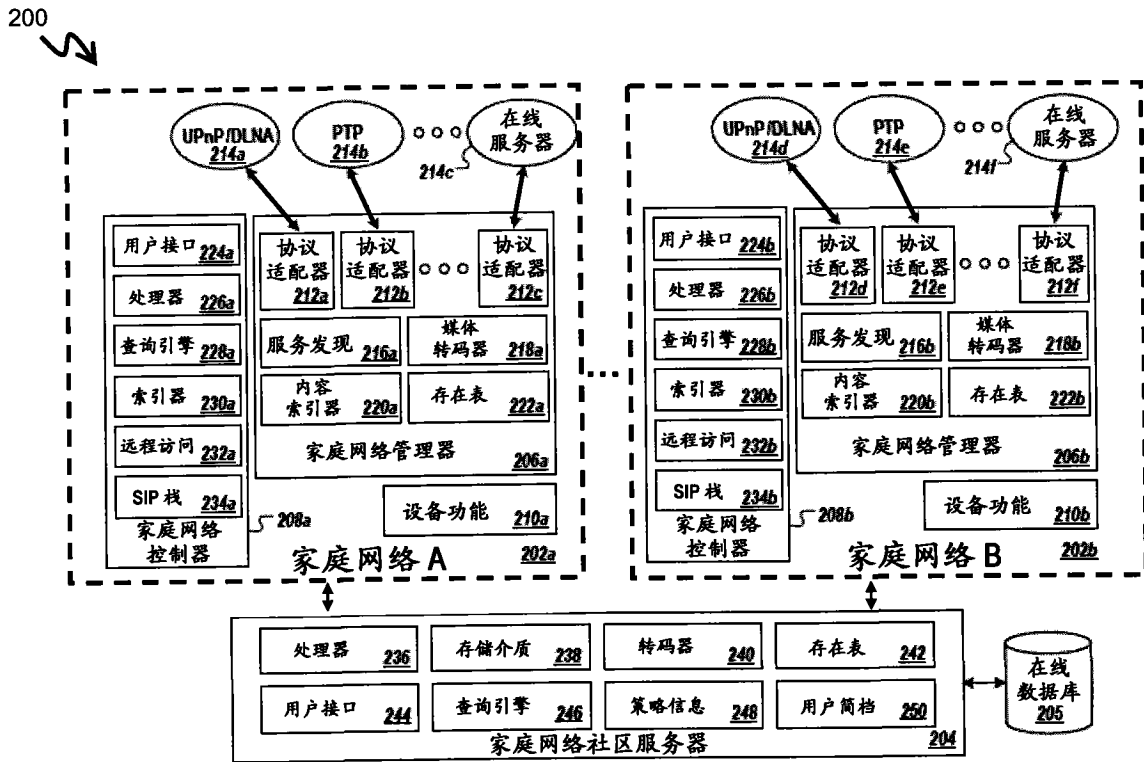 200
UPnP/DLNA
214a
PTP
214b
在线
服务器
214c
用户接口 224a
处理器 226a
查询引擎 228a
索引器 230a
远程访问 232a
SIP 栈 234a
家庭网络
控制器
208a
协议
适配器
212a
协议
适配器
212b
协议
适配器
212c
服务发现 216a
媒体
转码器 218a
内容
索引器 220a
存在表 222a
家庭网络管理器
206a
设备功能 210a
家庭网络 A
202a
UPnP/DLNA
214d
PTP
214e
在线
服务器
214f
用户接口 224b
处理器 226b
查询引擎 228b
索引器 230b
远程访问 232b
SIP 栈 234b
家庭网络
控制器
208b
协议
适配器
212d
协议
适配器
212e
协议
适配器
212f
服务发现 216b
媒体
转码器 218b
内容
索引器 220b
存在表 222b
家庭网络管理器
206b
设备功能 210b
家庭网络 B
202b
处理器 236
存储介质 238
转码器 240
存在表 242
用户接口 244
查询引擎 246
策略信息 248
用户简档 250
家庭网络社区服务器
204
在线
数据库
205